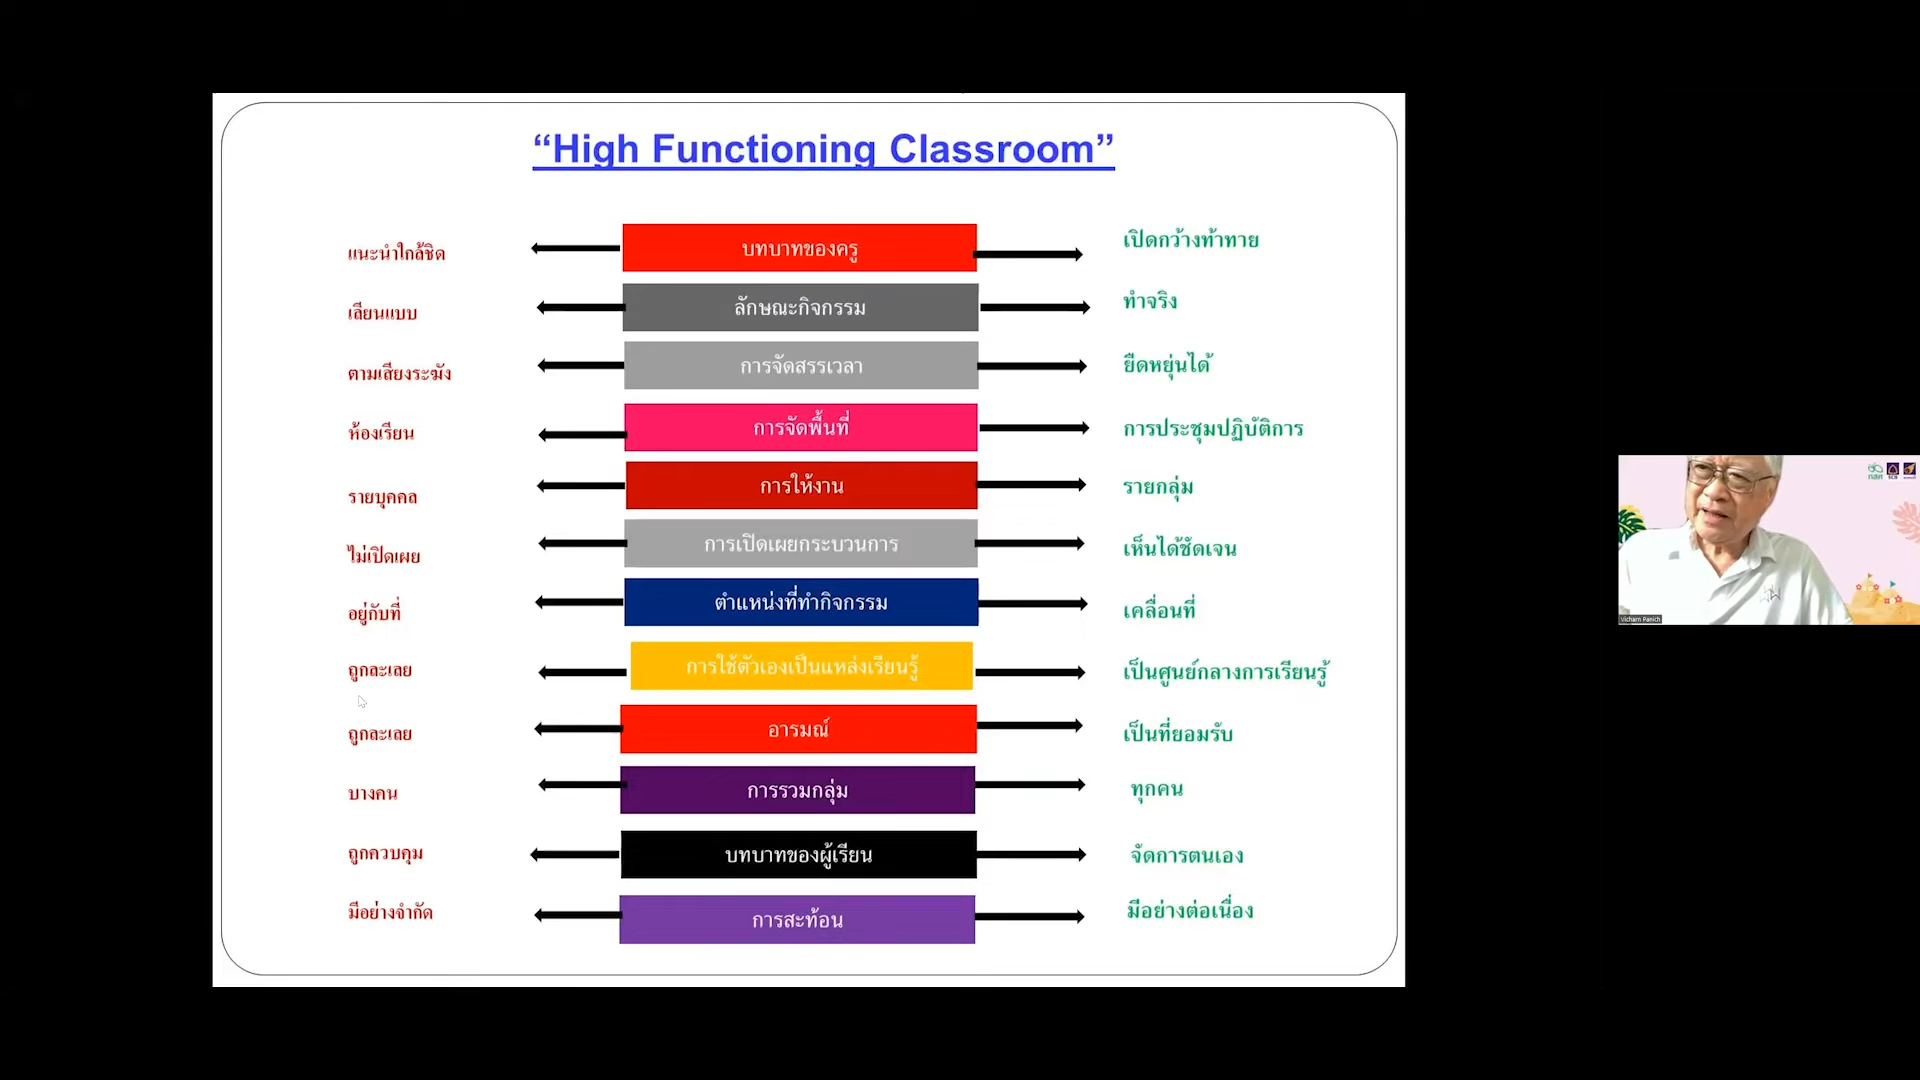 “High Functioning Classroom”
แนะนำใกล้ชิด บทบาทของครู เปิดกว้างท้าทาย
เลียนแบบ ลักษณะกิจกรรม ทำจริง
ตามเสียงระฆัง การจัดสรรเวลา ยืดหยุ่นได้
ห้องเรียน การจัดพื้นที่ การประชุมปฏิบัติการ
รายบุคคล การให้งาน รายกลุ่ม
ไม่เปิดเผย การเปิดเผยกระบวนการ เห็นได้ชัดเจน
อยู่กับที่ ตำแหน่งที่ทำกิจกรรม เคลื่อนที่
ถูกละเลย การใช้ตัวเองเป็นแหล่งเรียนรู้ เป็นศูนย์กลางการเรียนรู้
ถูกละเลย อารมณ์ เป็นที่ยอมรับ
บางคน การรวมกลุ่ม ทุกคน
ถูกควบคุม บทบาทของผู้เรียน จัดการตนเอง
มีอย่างจำกัด การสะท้อน มีอย่างต่อเนื่อง
กสศ
Vicharn Panich